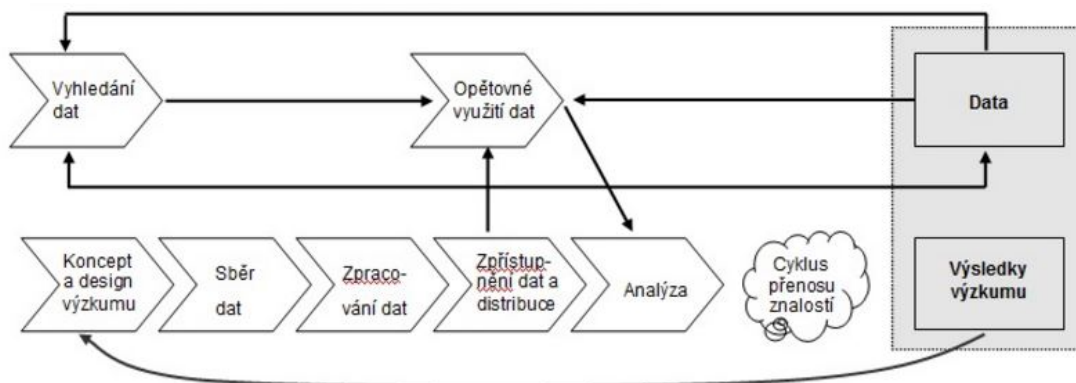 Vyhledání
dat
Opětovné
využití dat
Data
Koncept
a design
výzkumu
Sběr
dat
Zpraco-
vání dat
Zpřístup-
nění dat a
distribuce
Analýza
Cyklus
přenosu
znalostí
Výsledky
výzkumu